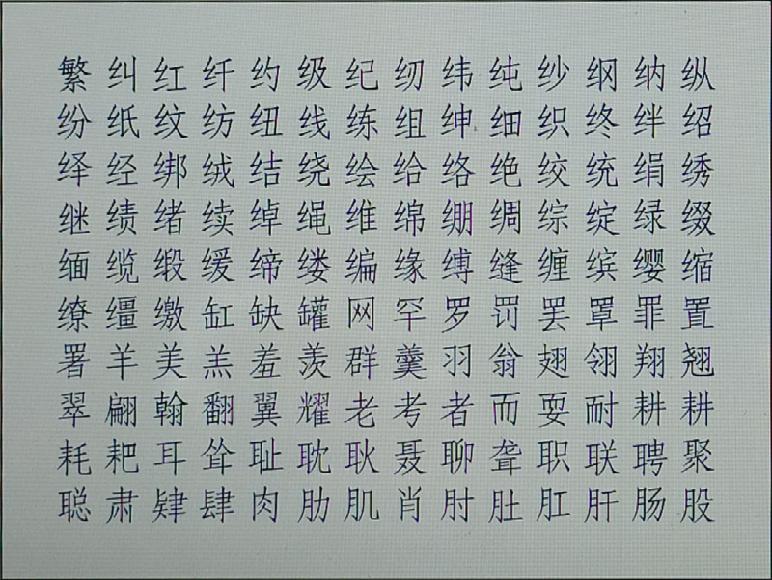 繁纠红纤约级纪纫纬纯纱纲纳纵
纷纸纹纺纽线练组绅细织终绊绍
绎经绑绒结绕绘给络绝绞统绢绣
继绩绪续绰绳维绵绷绸综绽绿缀
缅缆缎缓缔缕编缘缚缝缠缤缨缩
缭缰缴缸缺罐网罕罗罚罢罩罪置
署羊美羔羞羡群羹羽翁翅翎翔翘
翠翩翰翻翼耀老考者而耍耐耕耕
耗耙耳耸耻耽耿聂聊聋职联聘聚
聪肃肄肆肉肋肌肖肘肚肛肝肠股